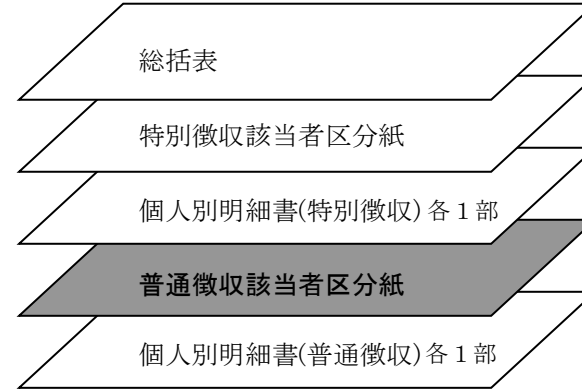 総括表
特別徴収該当者区分紙
個人別明細書(特別徴収)各１部
普通徴収該当者区分紙
個人別明細書(普通徴収)各１部